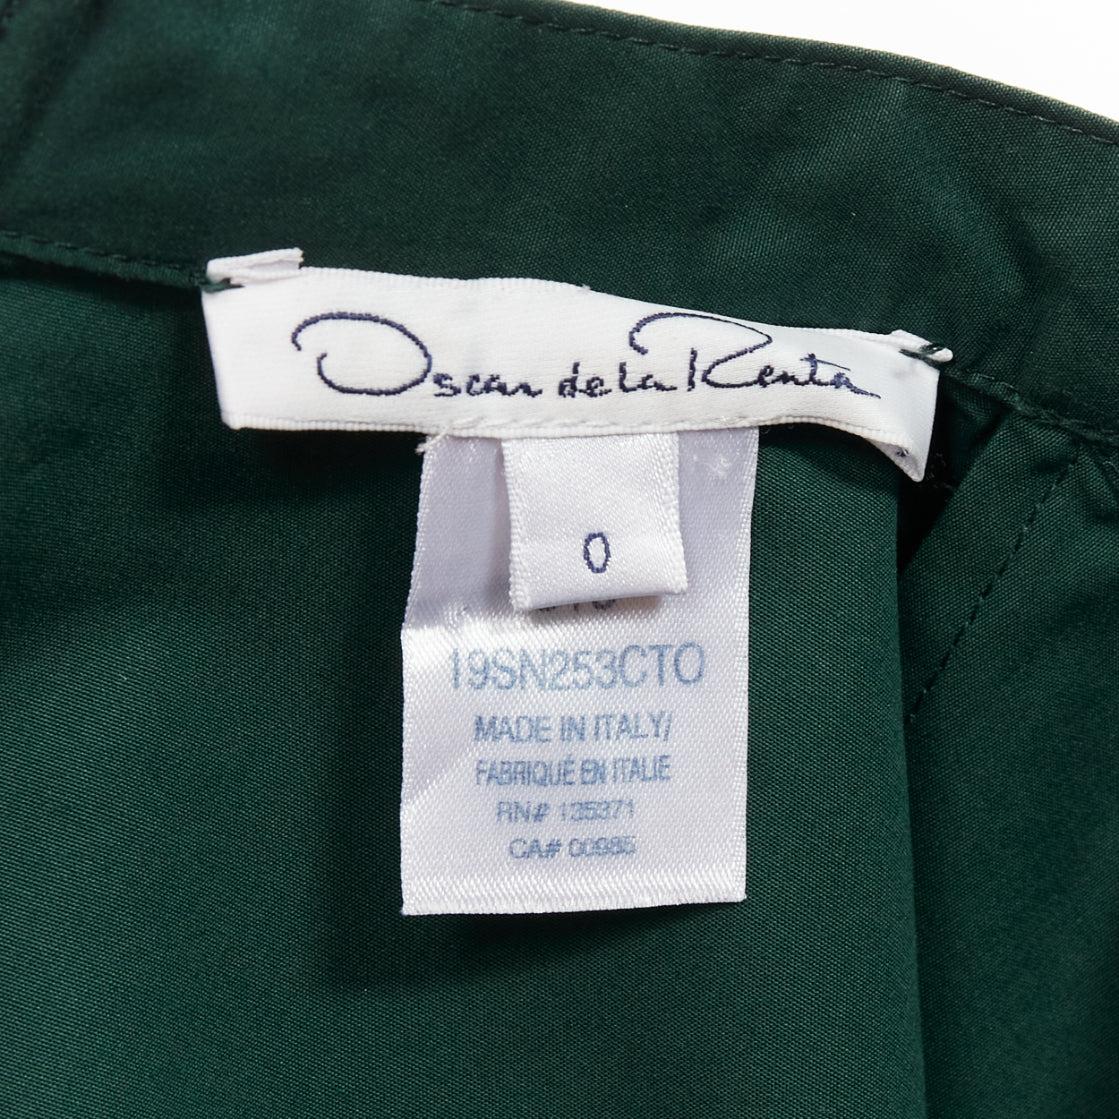 Oscar de la Renta
0
19SN253CTO
MADE IN ITALY/
FABRIQUÉ EN ITALIE
RN# 135371
CA# 00985